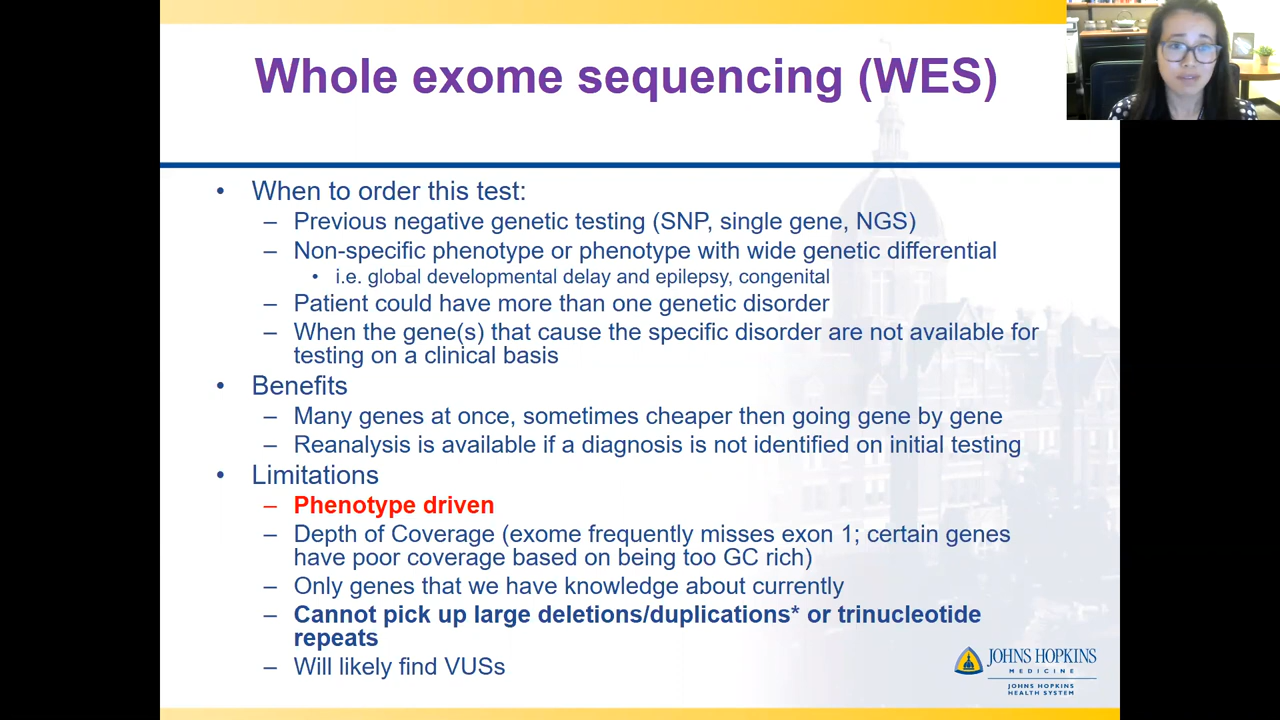 Whole exome sequencing (WES)
• When to order this test:
– Previous negative genetic testing (SNP, single gene, NGS)
– Non-specific phenotype or phenotype with wide genetic differential
• i.e. global developmental delay and epilepsy, congenital
– Patient could have more than one genetic disorder
– When the gene(s) that cause the specific disorder are not available for
testing on a clinical basis
• Benefits
– Many genes at once, sometimes cheaper then going gene by gene
– Reanalysis is available if a diagnosis is not identified on initial testing
• Limitations
– Phenotype driven
– Depth of Coverage (exome frequently misses exon 1; certain genes
have poor coverage based on being too GC rich)
– Only genes that we have knowledge about currently
– Cannot pick up large deletions/duplications* or trinucleotide
repeats
– Will likely find VUSs
JOHNS HOPKINS
MEDICINE
JOHNS HOPKINS
HEALTH SYSTEM